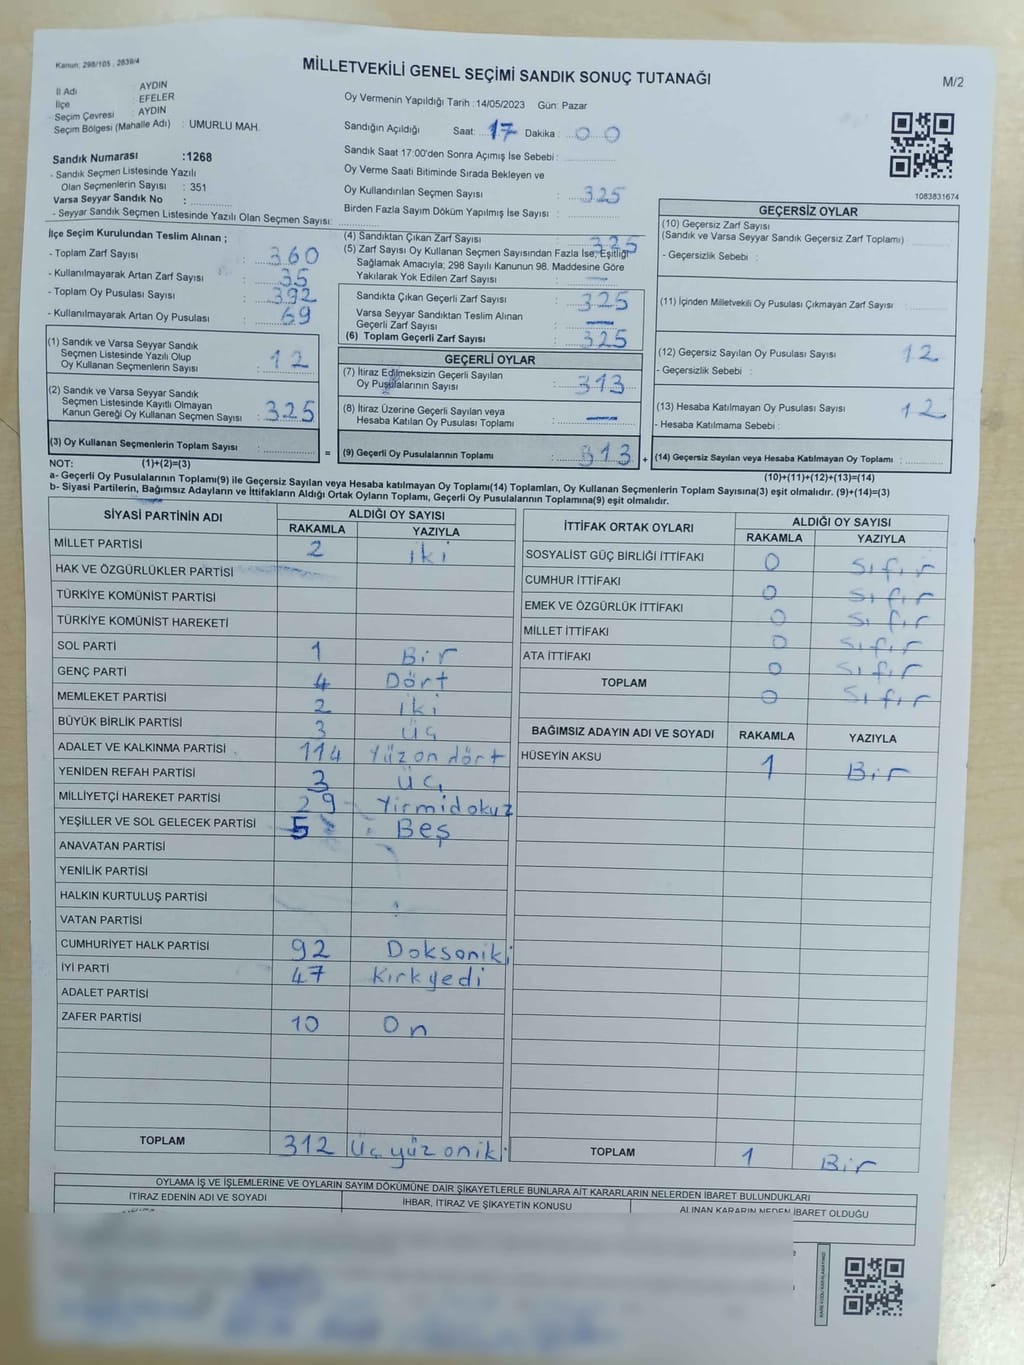 Kanun: 298/105 , 2839/4
MİLLETVEKİLİ GENEL SEÇİMİ SANDIK SONUÇ TUTANAĞI
M/2
İl Adı : AYDIN
İlçe : EFELER
Seçim Çevresi : AYDIN
Seçim Bölgesi (Mahalle Adı) : UMURLU MAH.
Oy Vermenin Yapıldığı Tarih : 14/05/2023 Gün: Pazar
Sandığın Açıldığı Saat: 17 Dakika : 00
Sandık Saat 17:00'den Sonra Açımış İse Sebebi :
Oy Verme Saati Bitiminde Sırada Bekleyen ve
Oy Kullandırılan Seçmen Sayısı : 325
Birden Fazla Sayım Döküm Yapılmış İse Sayısı :
Sandık Numarası :1268
- Sandık Seçmen Listesinde Yazılı
Olan Seçmenlerin Sayısı : 351
Varsa Seyyar Sandık No :
- Seyyar Sandık Seçmen Listesinde Yazılı Olan Seçmen Sayısı:
1083831674
İlçe Seçim Kurulundan Teslim Alınan ;
- Toplam Zarf Sayısı : 360
- Kullanılmayarak Artan Zarf Sayısı : 35
- Toplam Oy Pusulası Sayısı : 392
- Kullanılmayarak Artan Oy Pusulası : 69
(1) Sandık ve Varsa Seyyar Sandık
Seçmen Listesinde Yazılı Olup
Oy Kullanan Seçmenlerin Sayısı : 12
(2) Sandık ve Varsa Seyyar Sandık
Seçmen Listesinde Kayıtlı Olmayan
Kanun Gereği Oy Kullanan Seçmen Sayısı : 325
(3) Oy Kullanan Seçmenlerin Toplam Sayısı :
(1)+(2)=(3)
(4) Sandıktan Çıkan Zarf Sayısı : 325
(5) Zarf Sayısı Oy Kullanan Seçmen Sayısından Fazla İse, Eşitliği
Sağlamak Amacıyla; 298 Sayılı Kanunun 98. Maddesine Göre
Yakılarak Yok Edilen Zarf Sayısı : —
Sandıkta Çıkan Geçerli Zarf Sayısı : 325
Varsa Seyyar Sandıktan Teslim Alınan
Geçerli Zarf Sayısı : —
(6) Toplam Geçerli Zarf Sayısı : 325
GEÇERLİ OYLAR
(7) İtiraz Edilmeksizin Geçerli Sayılan
Oy Pusulalarının Sayısı : 313
(8) İtiraz Üzerine Geçerli Sayılan veya
Hesaba Katılan Oy Pusulası Toplamı : —
= (9) Geçerli Oy Pusulalarının Toplamı : 313 +
GEÇERSİZ OYLAR
(10) Geçersiz Zarf Sayısı
(Sandık ve Varsa Seyyar Sandık Geçersiz Zarf Toplamı)
- Geçersizlik Sebebi :
(11) İçinden Milletvekili Oy Pusulası Çıkmayan Zarf Sayısı :
(12) Geçersiz Sayılan Oy Pusulası Sayısı : 12
- Geçersizlik Sebebi :
(13) Hesaba Katılmayan Oy Pusulası Sayısı : 12
- Hesaba Katılmama Sebebi :
(14) Geçersiz Sayılan veya Hesaba Katılmayan Oy Toplamı :
(10)+(11)+(12)+(13)=(14)
NOT:
a- Geçerli Oy Pusulalarının Toplamı(9) ile Geçersiz Sayılan veya Hesaba katılmayan Oy Toplamı(14) Toplamları, Oy Kullanan Seçmenlerin Toplam Sayısına(3) eşit olmalıdır. (9)+(14)=(3)
b- Siyasi Partilerin, Bağımsız Adayların ve İttifakların Aldığı Ortak Oyların Toplamı, Geçerli Oy Pusulalarının Toplamına(9) eşit olmalıdır.
SİYASİ PARTİNİN ADI ALDIĞI OY SAYISI
RAKAMLA YAZIYLA
MİLLET PARTİSİ 2 iki
HAK VE ÖZGÜRLÜKLER PARTİSİ
TÜRKİYE KOMÜNİST PARTİSİ
TÜRKİYE KOMÜNİST HAREKETİ
SOL PARTİ 1 Bir
GENÇ PARTİ 4 Dört
MEMLEKET PARTİSİ 2 iki
BÜYÜK BİRLİK PARTİSİ 3 üç
ADALET VE KALKINMA PARTİSİ 114 Yüz on dört
YENİDEN REFAH PARTİSİ 3 üç
MİLLİYETÇİ HAREKET PARTİSİ 29 Yirmidokuz
YEŞİLLER VE SOL GELECEK PARTİSİ 5 Beş
ANAVATAN PARTİSİ
YENİLİK PARTİSİ
HALKIN KURTULUŞ PARTİSİ
VATAN PARTİSİ
CUMHURİYET HALK PARTİSİ 92 Doksaniki
İYİ PARTİ 47 Kırkyedi
ADALET PARTİSİ
ZAFER PARTİSİ 10 On
TOPLAM 312 Üçyüzoniki
İTTİFAK ORTAK OYLARI ALDIĞI OY SAYISI
RAKAMLA YAZIYLA
SOSYALİST GÜÇ BİRLİĞİ İTTİFAKI 0 Sıfır
CUMHUR İTTİFAKI 0 Sıfır
EMEK VE ÖZGÜRLÜK İTTİFAKI 0 Sıfır
MİLLET İTTİFAKI 0 Sıfır
ATA İTTİFAKI 0 Sıfır
TOPLAM 0 Sıfır
BAĞIMSIZ ADAYIN ADI VE SOYADI RAKAMLA YAZIYLA
HÜSEYİN AKSU 1 Bir
TOPLAM 1 Bir
OYLAMA İŞ VE İŞLEMLERİNE VE OYLARIN SAYIM DÖKÜMÜNE DAİR ŞİKAYETLERLE BUNLARA AİT KARARLARIN NELERDEN İBARET BULUNDUKLARI
İTİRAZ EDENİN ADI VE SOYADI İHBAR, İTİRAZ VE ŞİKAYETİN KONUSU ALINAN KARARIN NEDEN İBARET OLDUĞU